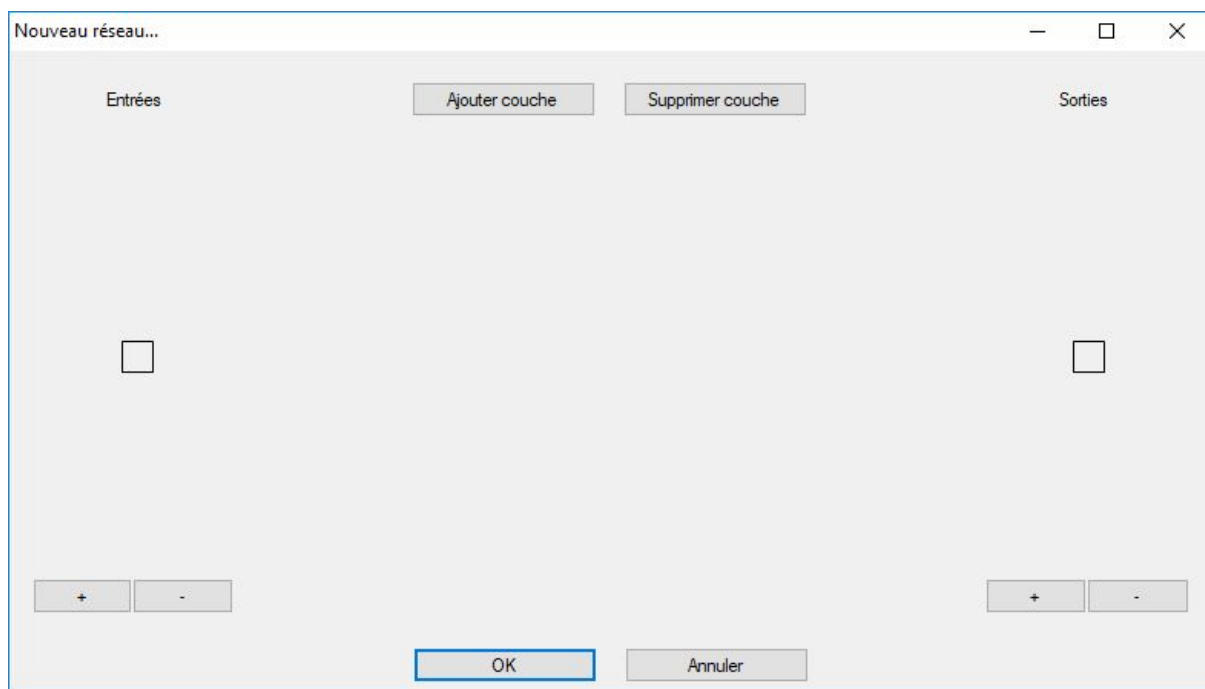 Nouveau réseau...
Entrées Ajouter couche Supprimer couche Sorties
+ - + -
OK Annuler